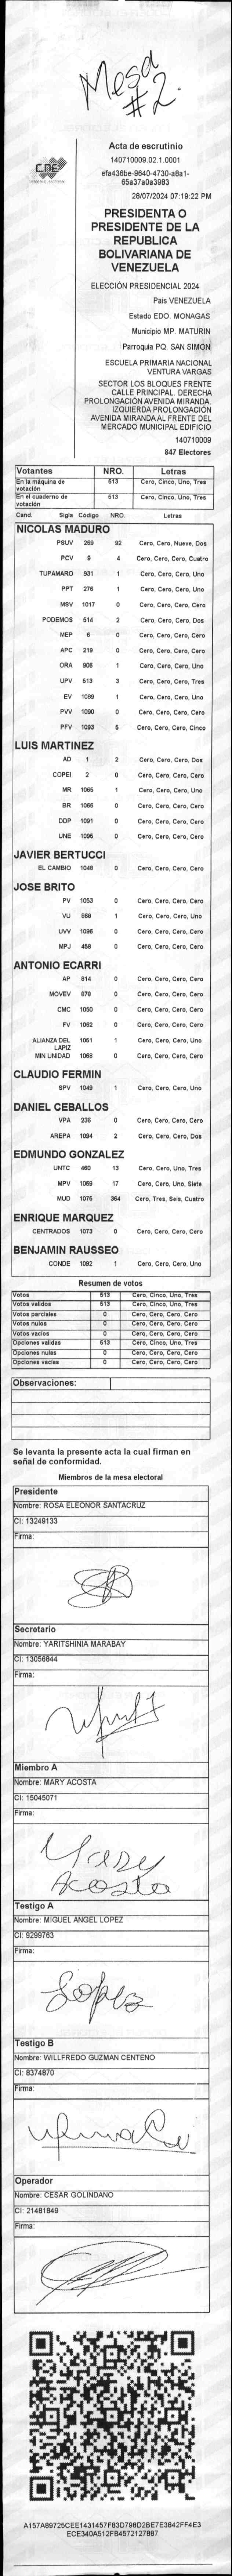 Mesa
#2.
CNE
Acta de escrutinio
140710009.02.1.0001
efa436be-9640-4730-a8a1-
65a37a0a3983
28/07/2024 07:19:22 PM
PRESIDENTA O
PRESIDENTE DE LA
REPUBLICA
BOLIVARIANA DE
VENEZUELA
ELECCIÓN PRESIDENCIAL 2024
País VENEZUELA
Estado EDO. MONAGAS
Municipio MP. MATURIN
Parroquia PQ. SAN SIMON
ESCUELA PRIMARIA NACIONAL
VENTURA VARGAS
SECTOR LOS BLOQUES FRENTE
CALLE PRINCIPAL. DERECHA
PROLONGACIÓN AVENIDA MIRANDA.
IZQUIERDA PROLONGACIÓN
AVENIDA MIRANDA AL FRENTE DEL
MERCADO MUNICIPAL EDIFICIO
140710009
847 Electores
Votantes NRO. Letras
En la máquina de votación 513 Cero, Cinco, Uno, Tres
En el cuaderno de votación 513 Cero, Cinco, Uno, Tres
Cand. Sigla Código NRO. Letras
NICOLAS MADURO
PSUV 269 92 Cero, Cero, Nueve, Dos
PCV 9 4 Cero, Cero, Cero, Cuatro
TUPAMARO 931 1 Cero, Cero, Cero, Uno
PPT 276 1 Cero, Cero, Cero, Uno
MSV 1017 0 Cero, Cero, Cero, Cero
PODEMOS 514 2 Cero, Cero, Cero, Dos
MEP 6 0 Cero, Cero, Cero, Cero
APC 219 0 Cero, Cero, Cero, Cero
ORA 906 1 Cero, Cero, Cero, Uno
UPV 513 3 Cero, Cero, Cero, Tres
EV 1089 1 Cero, Cero, Cero, Uno
PVV 1090 0 Cero, Cero, Cero, Cero
PFV 1093 5 Cero, Cero, Cero, Cinco
LUIS MARTINEZ
AD 1 2 Cero, Cero, Cero, Dos
COPEI 2 0 Cero, Cero, Cero, Cero
MR 1065 1 Cero, Cero, Cero, Uno
BR 1066 0 Cero, Cero, Cero, Cero
DDP 1091 0 Cero, Cero, Cero, Cero
UNE 1095 0 Cero, Cero, Cero, Cero
JAVIER BERTUCCI
EL CAMBIO 1048 0 Cero, Cero, Cero, Cero
JOSE BRITO
PV 1053 0 Cero, Cero, Cero, Cero
VU 868 1 Cero, Cero, Cero, Uno
UVV 1096 0 Cero, Cero, Cero, Cero
MPJ 458 0 Cero, Cero, Cero, Cero
ANTONIO ECARRI
AP 814 0 Cero, Cero, Cero, Cero
MOVEV 879 0 Cero, Cero, Cero, Cero
CMC 1050 0 Cero, Cero, Cero, Cero
FV 1062 0 Cero, Cero, Cero, Cero
ALIANZA DEL LAPIZ 1051 1 Cero, Cero, Cero, Uno
MIN UNIDAD 1068 0 Cero, Cero, Cero, Cero
CLAUDIO FERMIN
SPV 1049 1 Cero, Cero, Cero, Uno
DANIEL CEBALLOS
VPA 236 0 Cero, Cero, Cero, Cero
AREPA 1094 2 Cero, Cero, Cero, Dos
EDMUNDO GONZALEZ
UNTC 460 13 Cero, Cero, Uno, Tres
MPV 1069 17 Cero, Cero, Uno, Siete
MUD 1075 364 Cero, Tres, Seis, Cuatro
ENRIQUE MARQUEZ
CENTRADOS 1073 0 Cero, Cero, Cero, Cero
BENJAMIN RAUSSEO
CONDE 1092 1 Cero, Cero, Cero, Uno
Resumen de votos
Votos 513 Cero, Cinco, Uno, Tres
Votos validos 513 Cero, Cinco, Uno, Tres
Votos parciales 0 Cero, Cero, Cero, Cero
Votos nulos 0 Cero, Cero, Cero, Cero
Votos vacios 0 Cero, Cero, Cero, Cero
Opciones validas 513 Cero, Cinco, Uno, Tres
Opciones nulas 0 Cero, Cero, Cero, Cero
Opciones vacias 0 Cero, Cero, Cero, Cero
Observaciones:
Se levanta la presente acta la cual firman en
señal de conformidad.
Miembros de la mesa electoral
Presidente
Nombre: ROSA ELEONOR SANTACRUZ
CI: 13249133
Firma:
Secretario
Nombre: YARITSHINIA MARABAY
CI: 13056844
Firma:
Miembro A
Nombre: MARY ACOSTA
CI: 15045071
Firma:
Mary
Acosta
Testigo A
Nombre: MIGUEL ANGEL LOPEZ
CI: 9299763
Firma:
Lopez
Testigo B
Nombre: WILLFREDO GUZMAN CENTENO
CI: 8374870
Firma:
Operador
Nombre: CESAR GOLINDANO
CI: 21481849
Firma:
A157A89725CEE1431457F83D798D2BE7E3842FF4E3
ECE340A512FB4572127B87